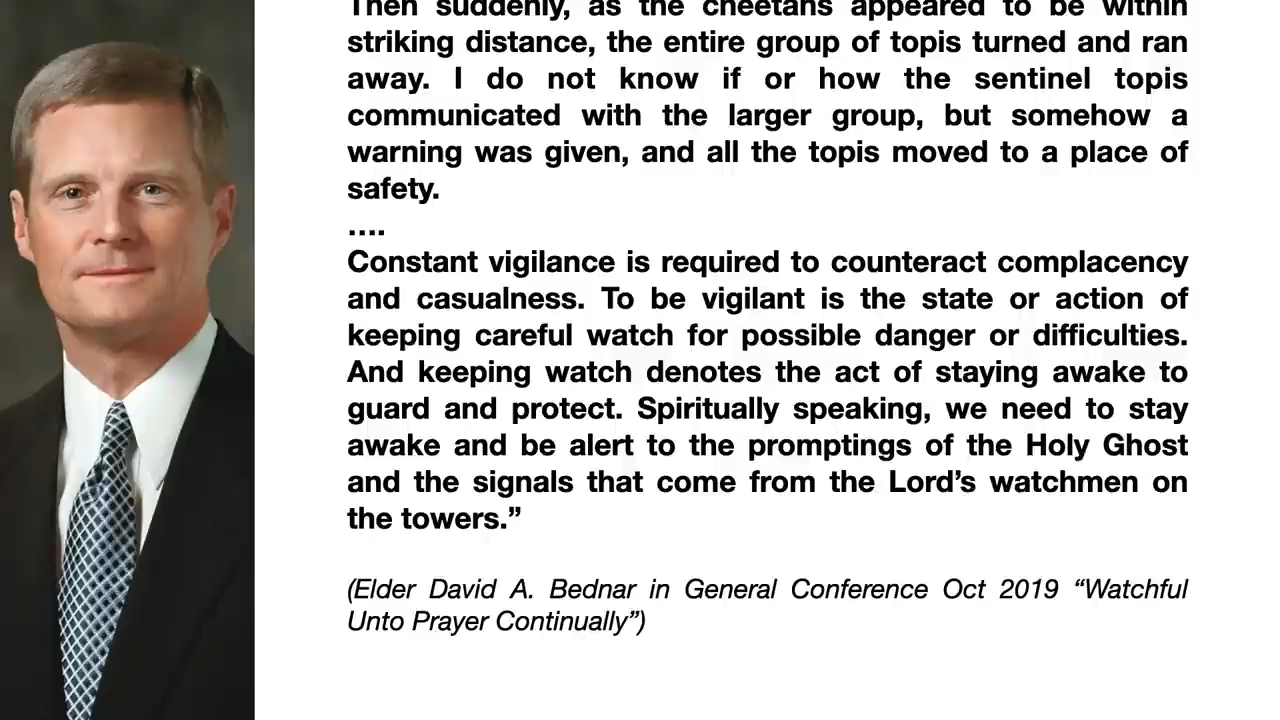 Then suddenly, as the cheetahs appeared to be within
striking distance, the entire group of topis turned and ran
away. I do not know if or how the sentinel topis
communicated with the larger group, but somehow a
warning was given, and all the topis moved to a place of
safety.
....
Constant vigilance is required to counteract complacency
and casualness. To be vigilant is the state or action of
keeping careful watch for possible danger or difficulties.
And keeping watch denotes the act of staying awake to
guard and protect. Spiritually speaking, we need to stay
awake and be alert to the promptings of the Holy Ghost
and the signals that come from the Lord’s watchmen on
the towers.”
(Elder David A. Bednar in General Conference Oct 2019 “Watchful
Unto Prayer Continually”)